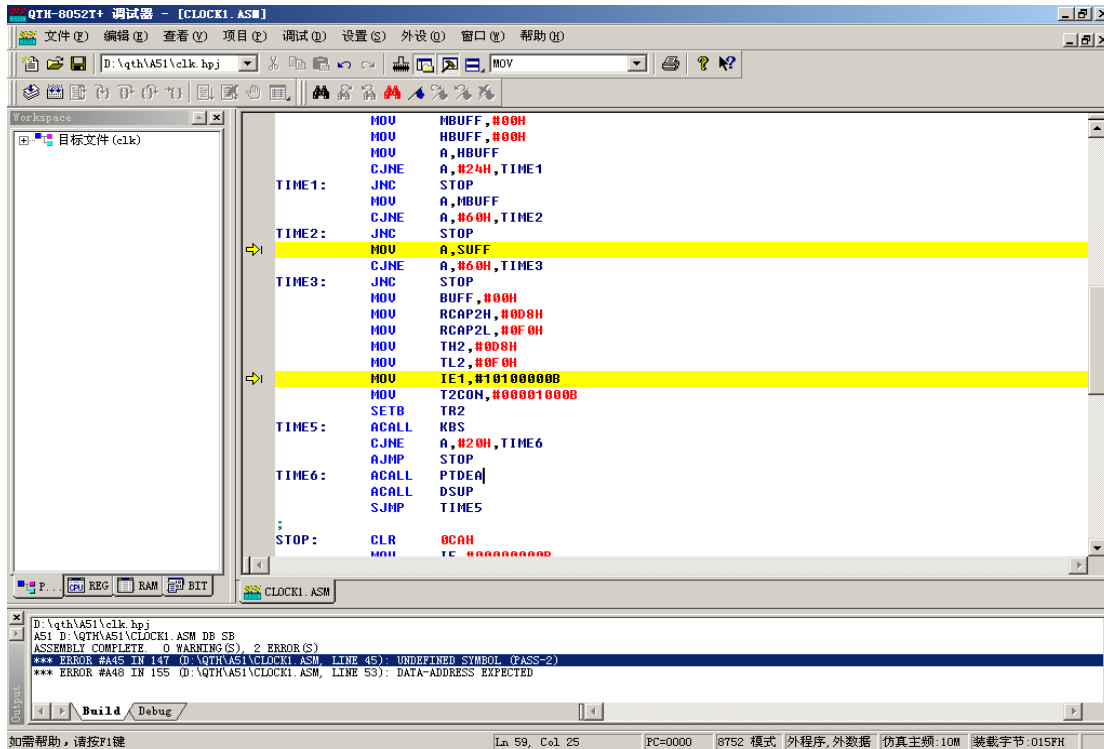 QTH-8052T+ 调试器 - [CLOCK1.ASM]
文件(F) 编辑(E) 查看(V) 项目(P) 调试(D) 设置(S) 外设(Q) 窗口(W) 帮助(H)
D:\qth\A51\clk.hpj MOV
Workspace
目标文件(clk)
MOV MBUFF,#00H
MOV HBUFF,#00H
MOV A,HBUFF
CJNE A,#24H,TIME1
TIME1: JNC STOP
MOV A,MBUFF
CJNE A,#60H,TIME2
TIME2: JNC STOP
MOV A,SUFF
CJNE A,#60H,TIME3
TIME3: JNC STOP
MOV BUFF,#00H
MOV RCAP2H,#0D8H
MOV RCAP2L,#0F0H
MOV TH2,#0D8H
MOV TL2,#0F0H
MOV IE1,#10100000B
MOV T2CON,#00001000B
SETB TR2
TIME5: ACALL KBS
CJNE A,#20H,TIME6
AJMP STOP
TIME6: ACALL PTDEA
ACALL DSUP
SJMP TIME5
;
STOP: CLR 0CAH
MOV IE,#00000000B
P... REG RAM BIT
CLOCK1.ASM
D:\qth\A51\clk.hpj
A51 D:\QTH\A51\CLOCK1.ASM DB SB
ASSEMBLY COMPLETE. 0 WARNING(S), 2 ERROR(S)
*** ERROR #A45 IN 147 (D:\QTH\A51\CLOCK1.ASM, LINE 45): UNDEFINED SYMBOL (PASS-2)
*** ERROR #A48 IN 155 (D:\QTH\A51\CLOCK1.ASM, LINE 53): DATA-ADDRESS EXPECTED
Output
Build Debug
如需帮助，请按F1键 Ln 59, Col 25 PC=0000 8752 模式 外程序,外数据 仿真主频:10M 装载字节:015FH